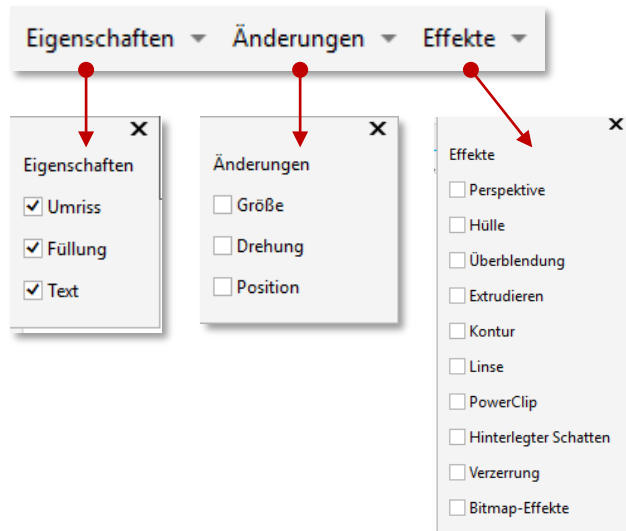 Eigenschaften Änderungen Effekte
Eigenschaften
Umriss
Füllung
Text
Änderungen
Größe
Drehung
Position
Effekte
Perspektive
Hülle
Überblendung
Extrudieren
Kontur
Linse
PowerClip
Hinterlegter Schatten
Verzerrung
Bitmap-Effekte